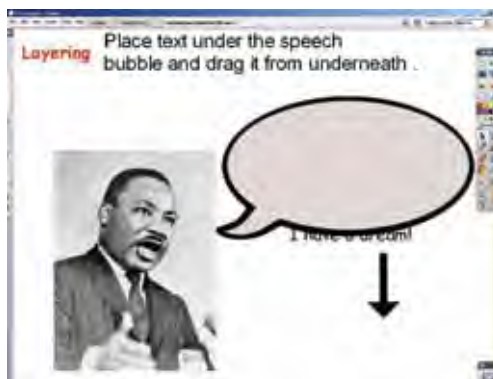 Layering
Place text under the speech
bubble and drag it from underneath .
I have a dream!